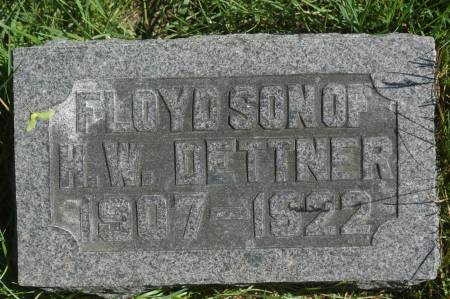 FLOYD SON OF
H.W. DETTNER
1907-1922